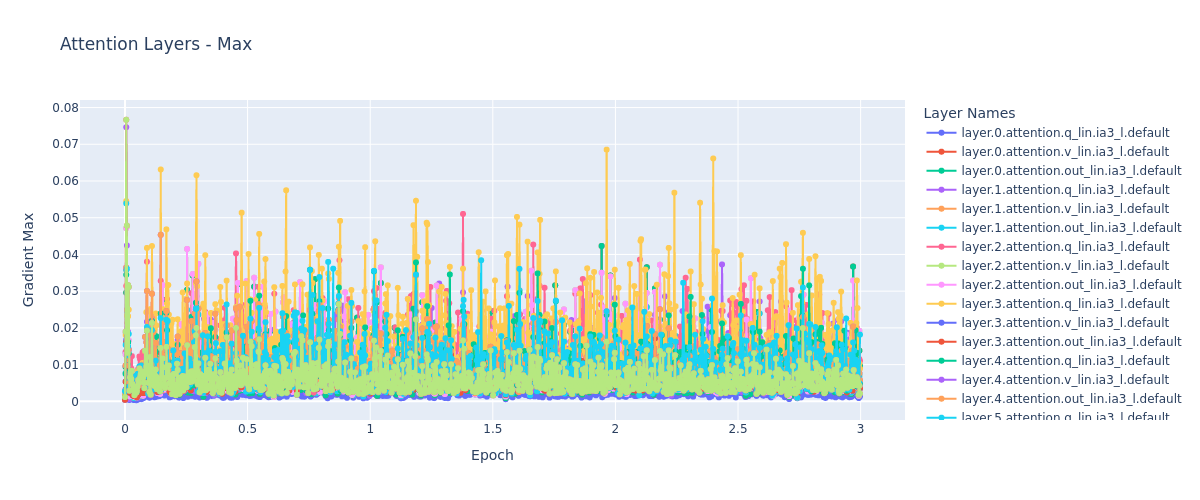 Attention Layers - Max
Gradient Max
0.08
0.07
0.06
0.05
0.04
0.03
0.02
0.01
0
0
0.5
1
1.5
2
2.5
3
Epoch
Layer Names
layer.0.attention.q_lin.ia3_l.default
layer.0.attention.v_lin.ia3_l.default
layer.0.attention.out_lin.ia3_l.default
layer.1.attention.q_lin.ia3_l.default
layer.1.attention.v_lin.ia3_l.default
layer.1.attention.out_lin.ia3_l.default
layer.2.attention.q_lin.ia3_l.default
layer.2.attention.v_lin.ia3_l.default
layer.2.attention.out_lin.ia3_l.default
layer.3.attention.q_lin.ia3_l.default
layer.3.attention.v_lin.ia3_l.default
layer.3.attention.out_lin.ia3_l.default
layer.4.attention.q_lin.ia3_l.default
layer.4.attention.v_lin.ia3_l.default
layer.4.attention.out_lin.ia3_l.default
layer.5.attention.q_lin.ia3_l.default